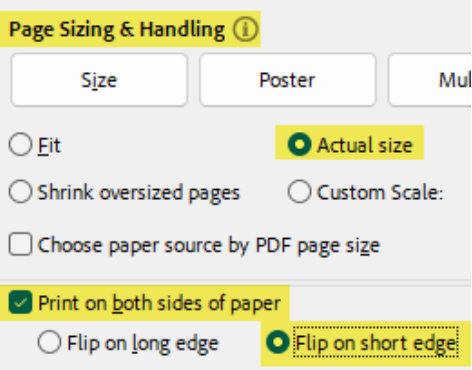 Page Sizing & Handling
Size Poster Mul
Fit Actual size
Shrink oversized pages Custom Scale:
Choose paper source by PDF page size
Print on both sides of paper
Flip on long edge Flip on short edge